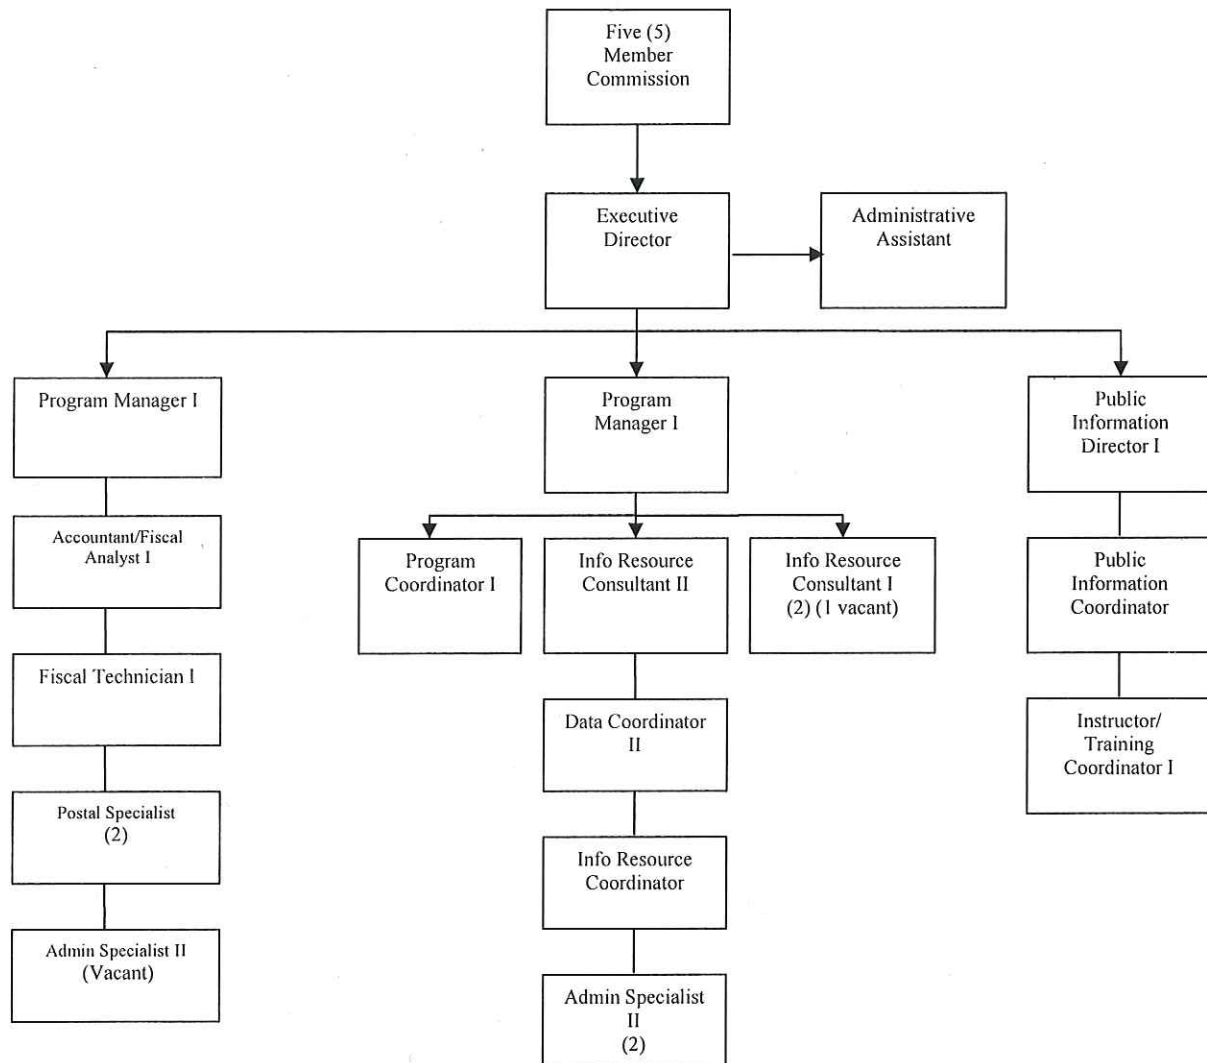 Five (5)
Member
Commission
Executive
Director
Administrative
Assistant
Program Manager I
Program
Manager I
Public
Information
Director I
Accountant/Fiscal
Analyst I
Program
Coordinator I
Info Resource
Consultant II
Info Resource
Consultant I
(2) (1 vacant)
Public
Information
Coordinator
Fiscal Technician I
Data Coordinator
II
Instructor/
Training
Coordinator I
Postal Specialist
(2)
Info Resource
Coordinator
Admin Specialist II
(Vacant)
Admin Specialist
II
(2)